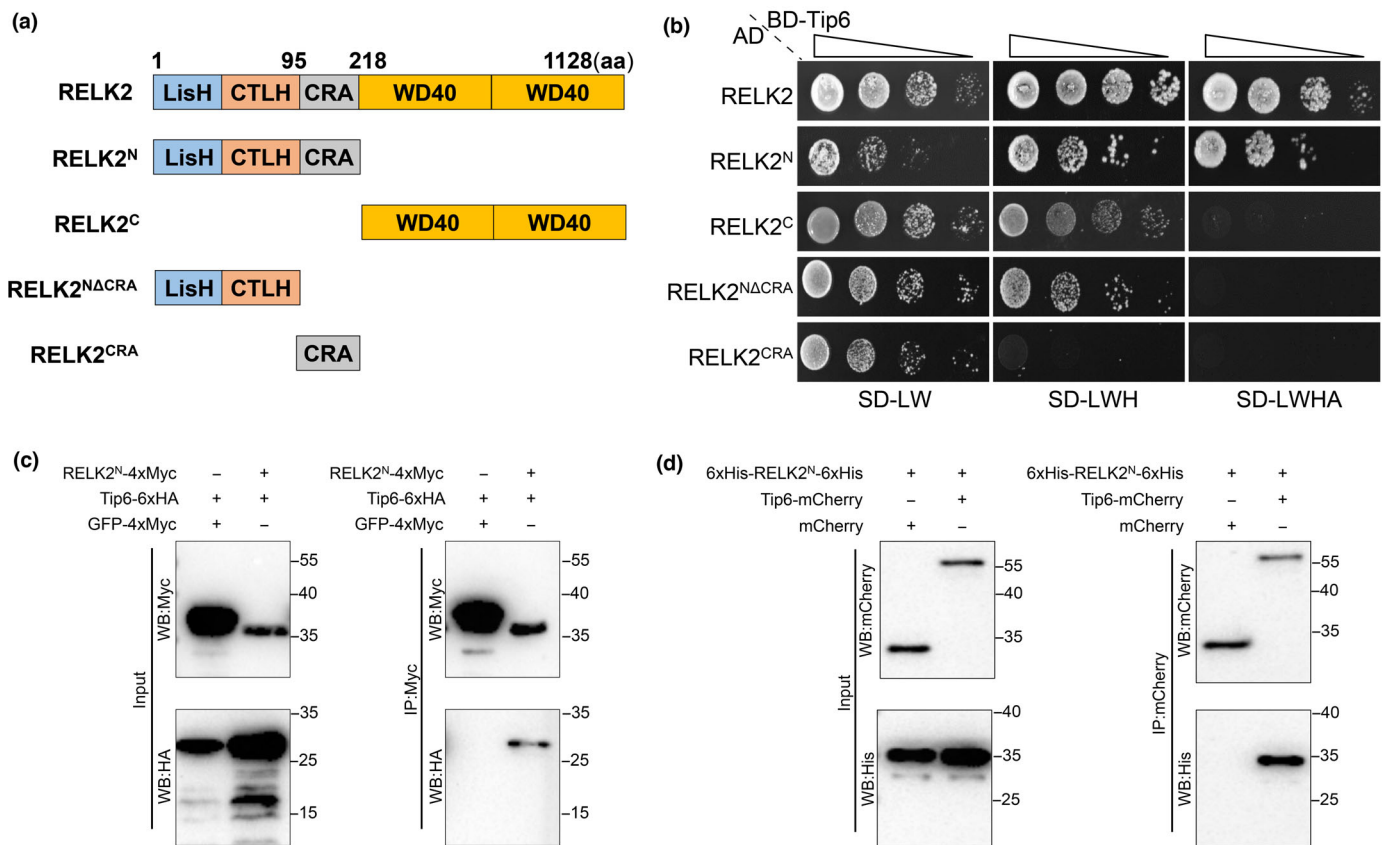 (a)
1 95 218 1128(aa)
RELK2 LisH CTLH CRA WD40 WD40
RELK2N LisH CTLH CRA
RELK2C WD40 WD40
RELK2NΔCRA LisH CTLH
RELK2CRA CRA
(b)
BD-Tip6
AD
RELK2
RELK2N
RELK2C
RELK2NΔCRA
RELK2CRA
SD-LW SD-LWH SD-LWHA
(c)
RELK2N-4xMyc – +
Tip6-6xHA + +
GFP-4xMyc + –
Input
WB:Myc
–55
–40
–35
WB:HA
–35
–25
–15
RELK2N-4xMyc – +
Tip6-6xHA + +
GFP-4xMyc + –
IP:Myc
WB:Myc
–55
–40
–35
WB:HA
–35
–25
–15
(d)
6xHis-RELK2N-6xHis + +
Tip6-mCherry – +
mCherry + –
Input
WB:mCherry
–55
–40
–35
WB:His
–40
–35
–25
6xHis-RELK2N-6xHis + +
Tip6-mCherry – +
mCherry + –
IP:mCherry
WB:mCherry
–55
–40
–35
WB:His
–40
–35
–25